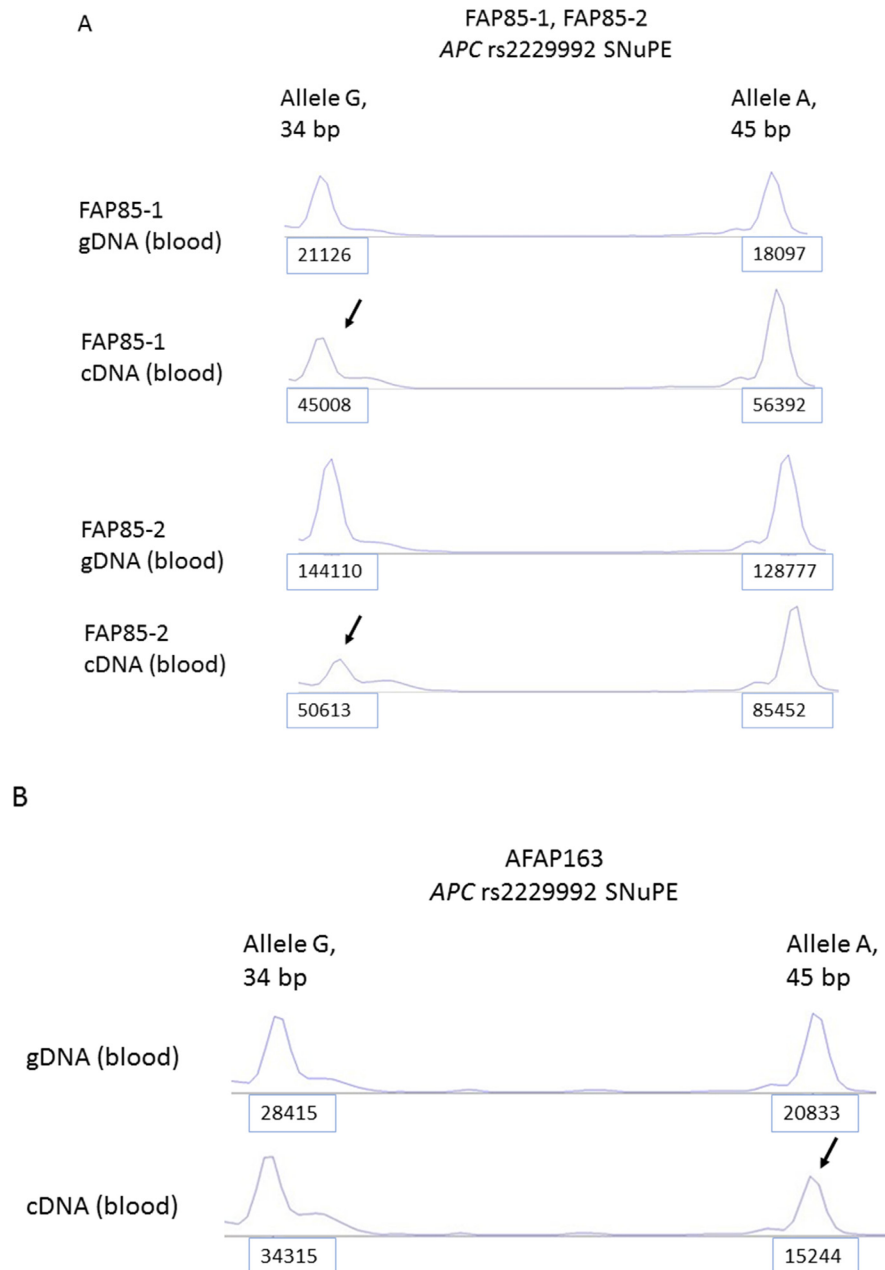 A
FAP85-1, FAP85-2
APC rs2229992 SNuPE
Allele G,
34 bp
Allele A,
45 bp
FAP85-1
gDNA (blood)
21126
18097
FAP85-1
cDNA (blood)
45008
56392
FAP85-2
gDNA (blood)
144110
128777
FAP85-2
cDNA (blood)
50613
85452
B
AFAP163
APC rs2229992 SNuPE
Allele G,
34 bp
Allele A,
45 bp
gDNA (blood)
28415
20833
cDNA (blood)
34315
15244